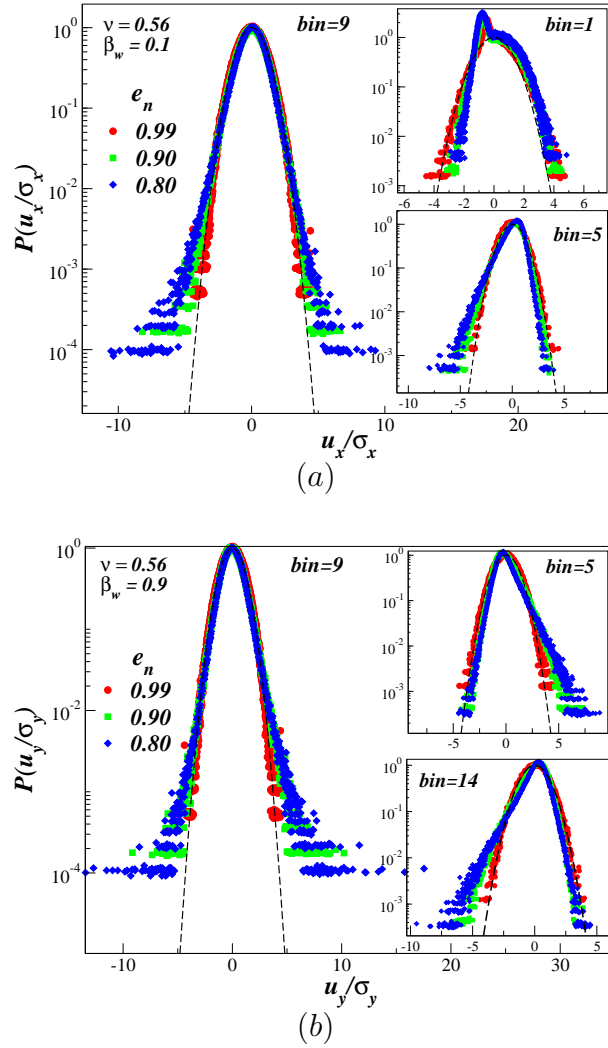 ν = 0.56
β_w = 0.1
bin=9
bin=1
e_n
0.99
0.90
0.80
bin=5
P(u_x/σ_x)
10^0
10^-1
10^-2
10^-3
10^-4
-10 0 10 20
u_x/σ_x
10^0
10^-1
10^-2
10^-3
-6 -4 -2 0 2 4 6
10^0
10^-1
10^-2
10^-3
-10 -5 0 5
(a)
ν = 0.56
β_w = 0.9
bin=9
bin=5
e_n
0.99
0.90
0.80
bin=14
P(u_y/σ_y)
10^0
10^-2
10^-4
-10 0 10 20 30
u_y/σ_y
10^0
10^-1
10^-2
10^-3
-5 0 5
10^0
10^-1
10^-2
10^-3
-10 -5 0 5
(b)